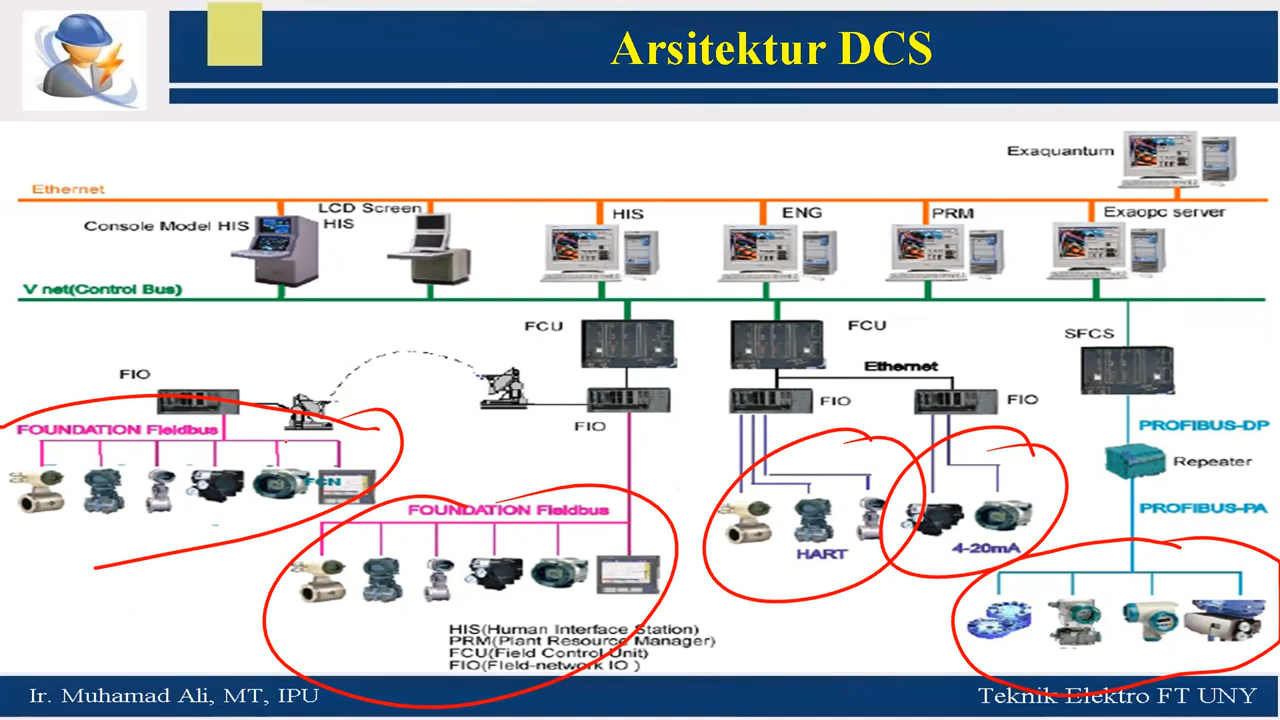 Arsitektur DCS
Exaquantum
Ethernet
Console Model HIS
LCD Screen
HIS
HIS
ENG
PRM
Exaopc server
V net(Control Bus)
FCU
FCU
SFCS
Ethernet
FIO
FIO
FIO
FIO
FOUNDATION Fieldbus
PROFIBUS-DP
Repeater
FCN
FOUNDATION Fieldbus
PROFIBUS-PA
HART
4-20mA
HIS(Human Interface Station)
PRM(Plant Resource Manager)
FCU(Field Control Unit)
FIO(Field-network IO )
Ir. Muhamad Ali, MT, IPU
Teknik Elektro FT UNY